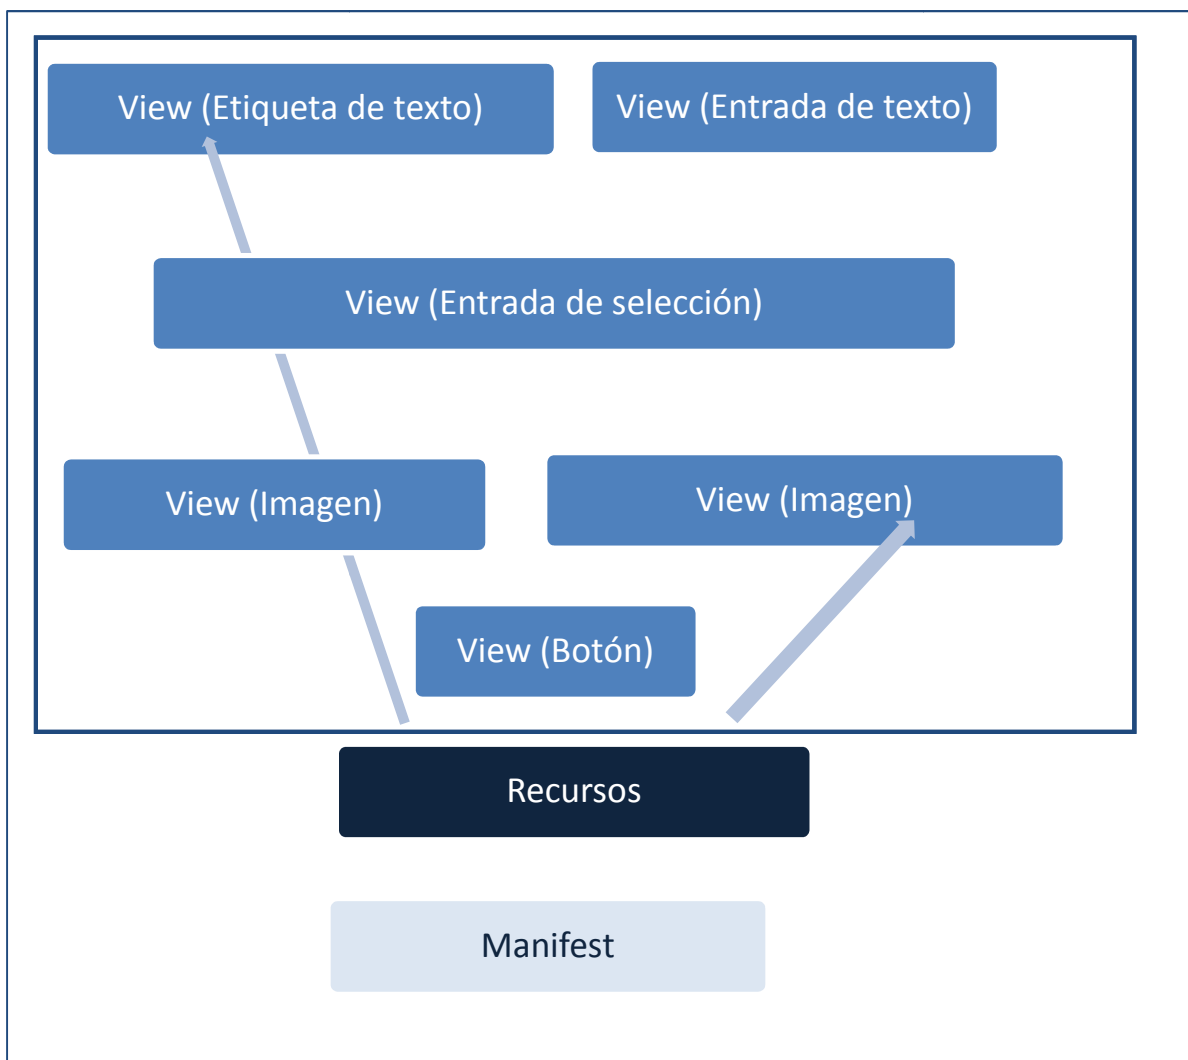 View (Etiqueta de texto)
View (Entrada de texto)
View (Entrada de selección)
View (Imagen)
View (Imagen)
View (Botón)
Recursos
Manifest